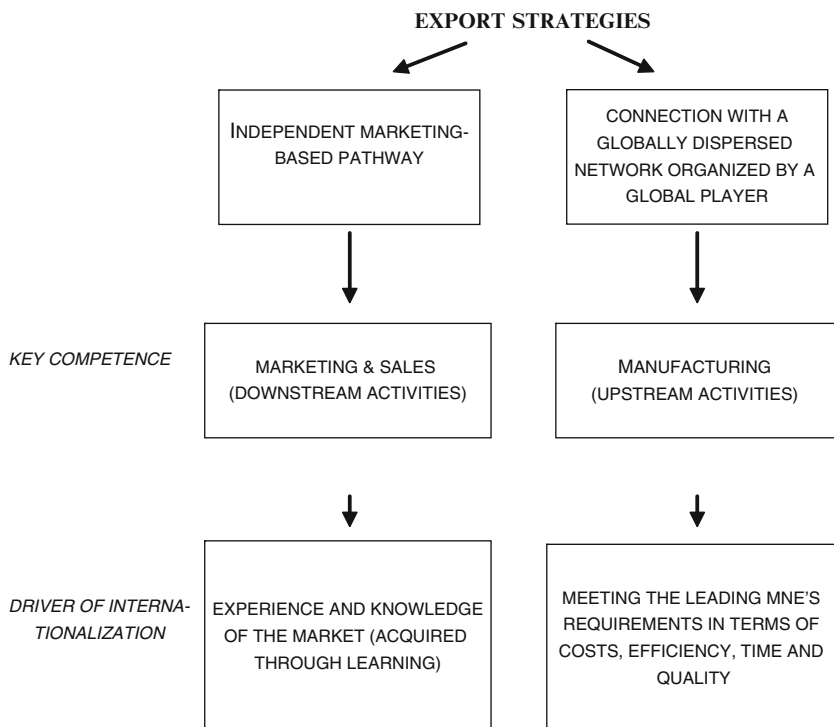 EXPORT STRATEGIES
INDEPENDENT MARKETING-
BASED PATHWAY
CONNECTION WITH A
GLOBALLY DISPERSED
NETWORK ORGANIZED BY A
GLOBAL PLAYER
KEY COMPETENCE
MARKETING & SALES
(DOWNSTREAM ACTIVITIES)
MANUFACTURING
(UPSTREAM ACTIVITIES)
DRIVER OF INTERNA-
TIONALIZATION
EXPERIENCE AND KNOWLEDGE
OF THE MARKET (ACQUIRED
THROUGH LEARNING)
MEETING THE LEADING MNE'S
REQUIREMENTS IN TERMS OF
COSTS, EFFICIENCY, TIME AND
QUALITY